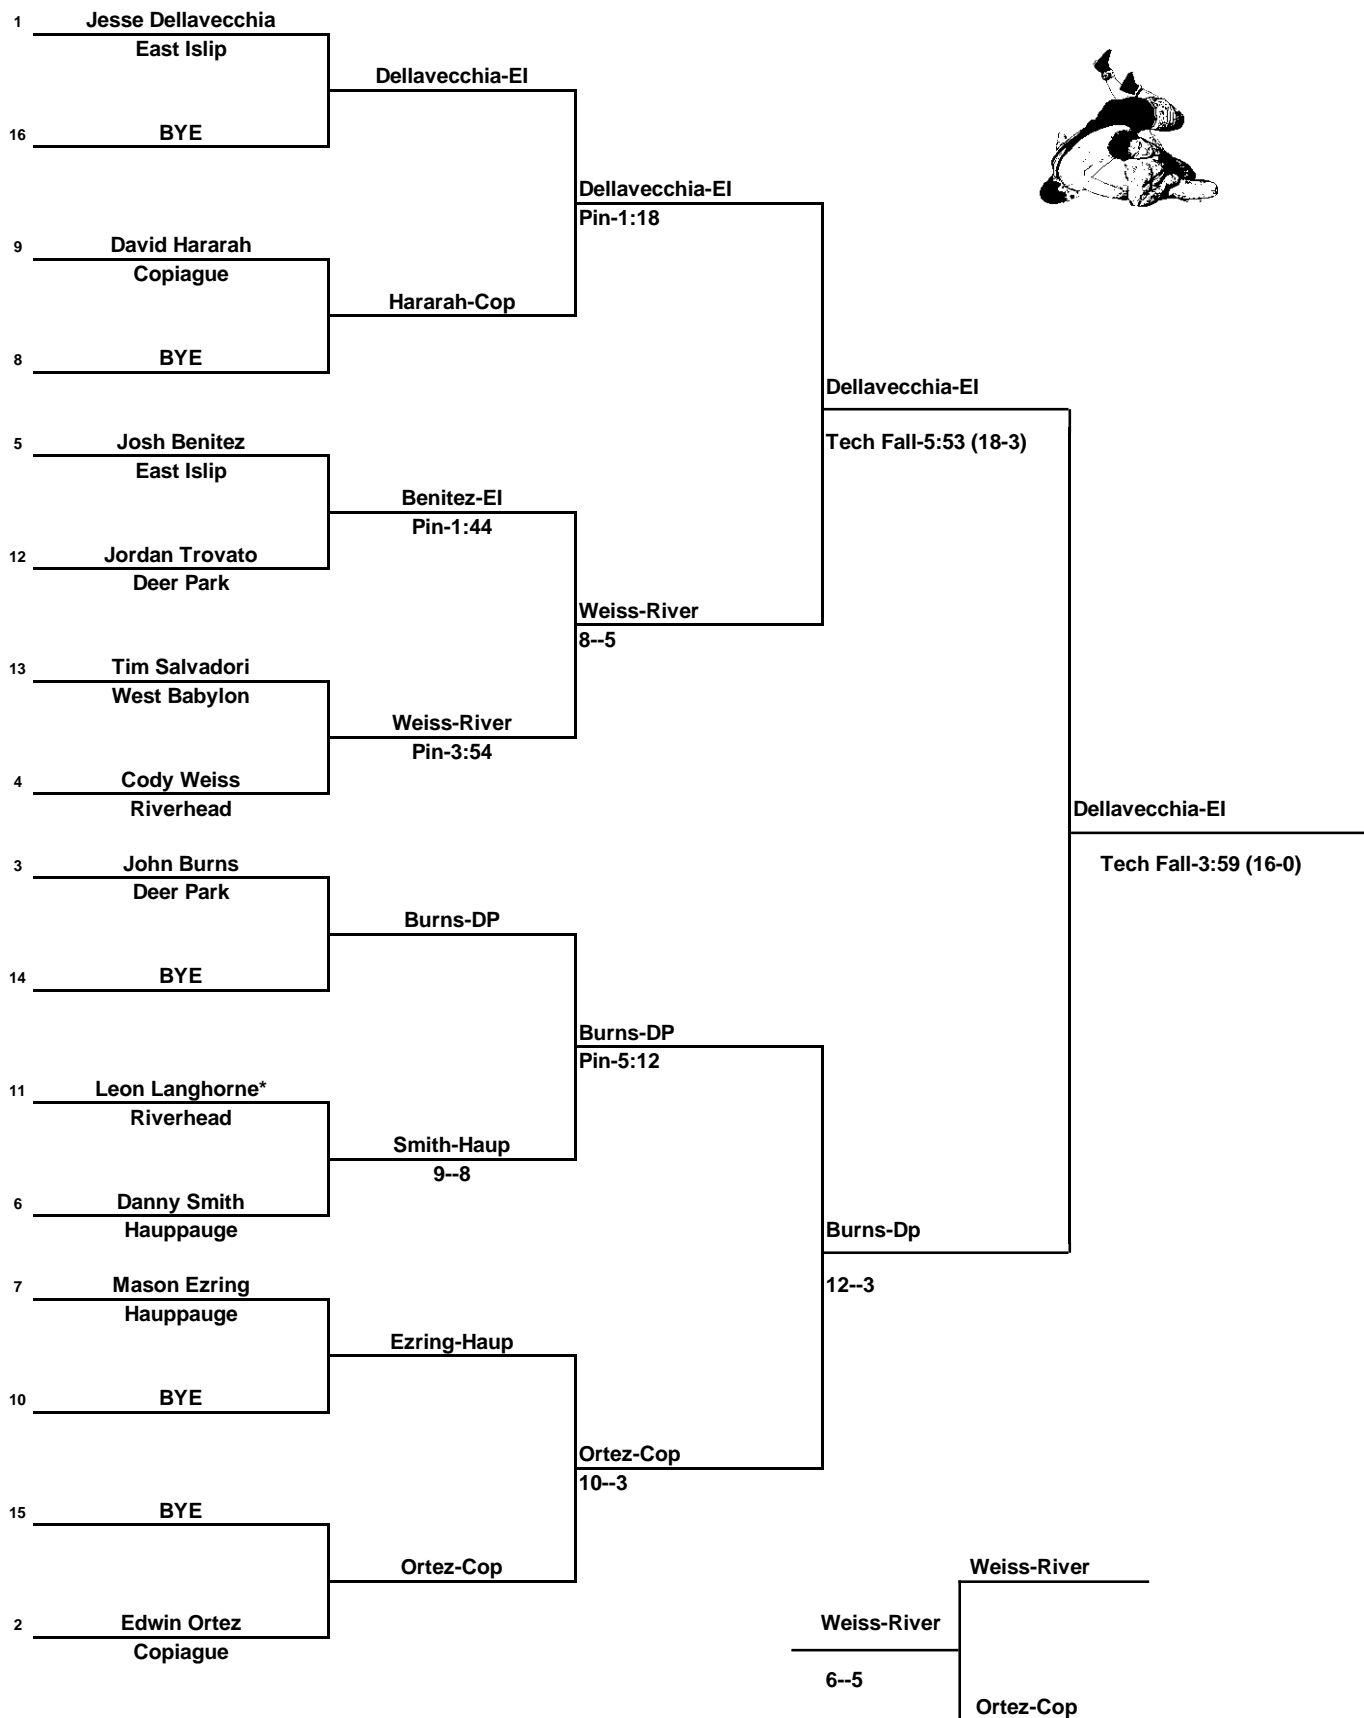 1 Jesse Dellavecchia
East Islip
Dellavecchia-EI
16 BYE
Dellavecchia-EI
Pin-1:18
9 David Hararah
Copiague
Hararah-Cop
8 BYE
Dellavecchia-EI
Tech Fall-5:53 (18-3)
5 Josh Benitez
East Islip
Benitez-EI
Pin-1:44
12 Jordan Trovato
Deer Park
Weiss-River
8--5
13 Tim Salvadori
West Babylon
Weiss-River
Pin-3:54
4 Cody Weiss
Riverhead
Dellavecchia-EI
Tech Fall-3:59 (16-0)
3 John Burns
Deer Park
Burns-DP
14 BYE
Burns-DP
Pin-5:12
11 Leon Langhorne*
Riverhead
Smith-Haup
9--8
6 Danny Smith
Hauppauge
Burns-Dp
12--3
7 Mason Ezring
Hauppauge
Ezring-Haup
10 BYE
Ortez-Cop
10--3
15 BYE
Ortez-Cop
2 Edwin Ortez
Copiague
Weiss-River
Weiss-River
6--5
Ortez-Cop